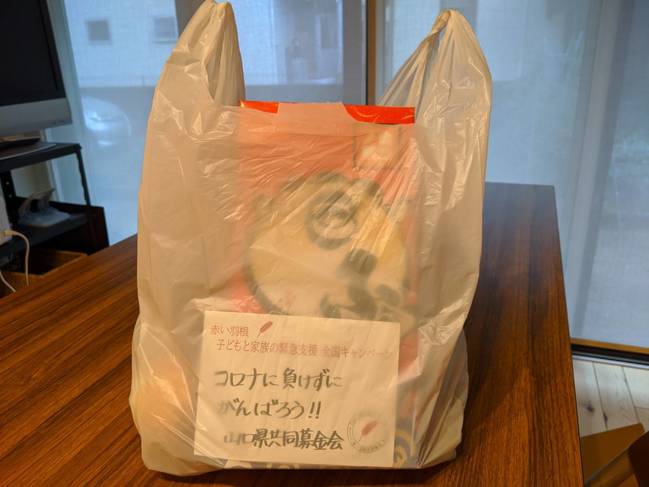 赤い羽根
子どもと家族の緊急支援 全国キャンペーン
コロナに負けずに
がんばろう!!
山口県共同募金会